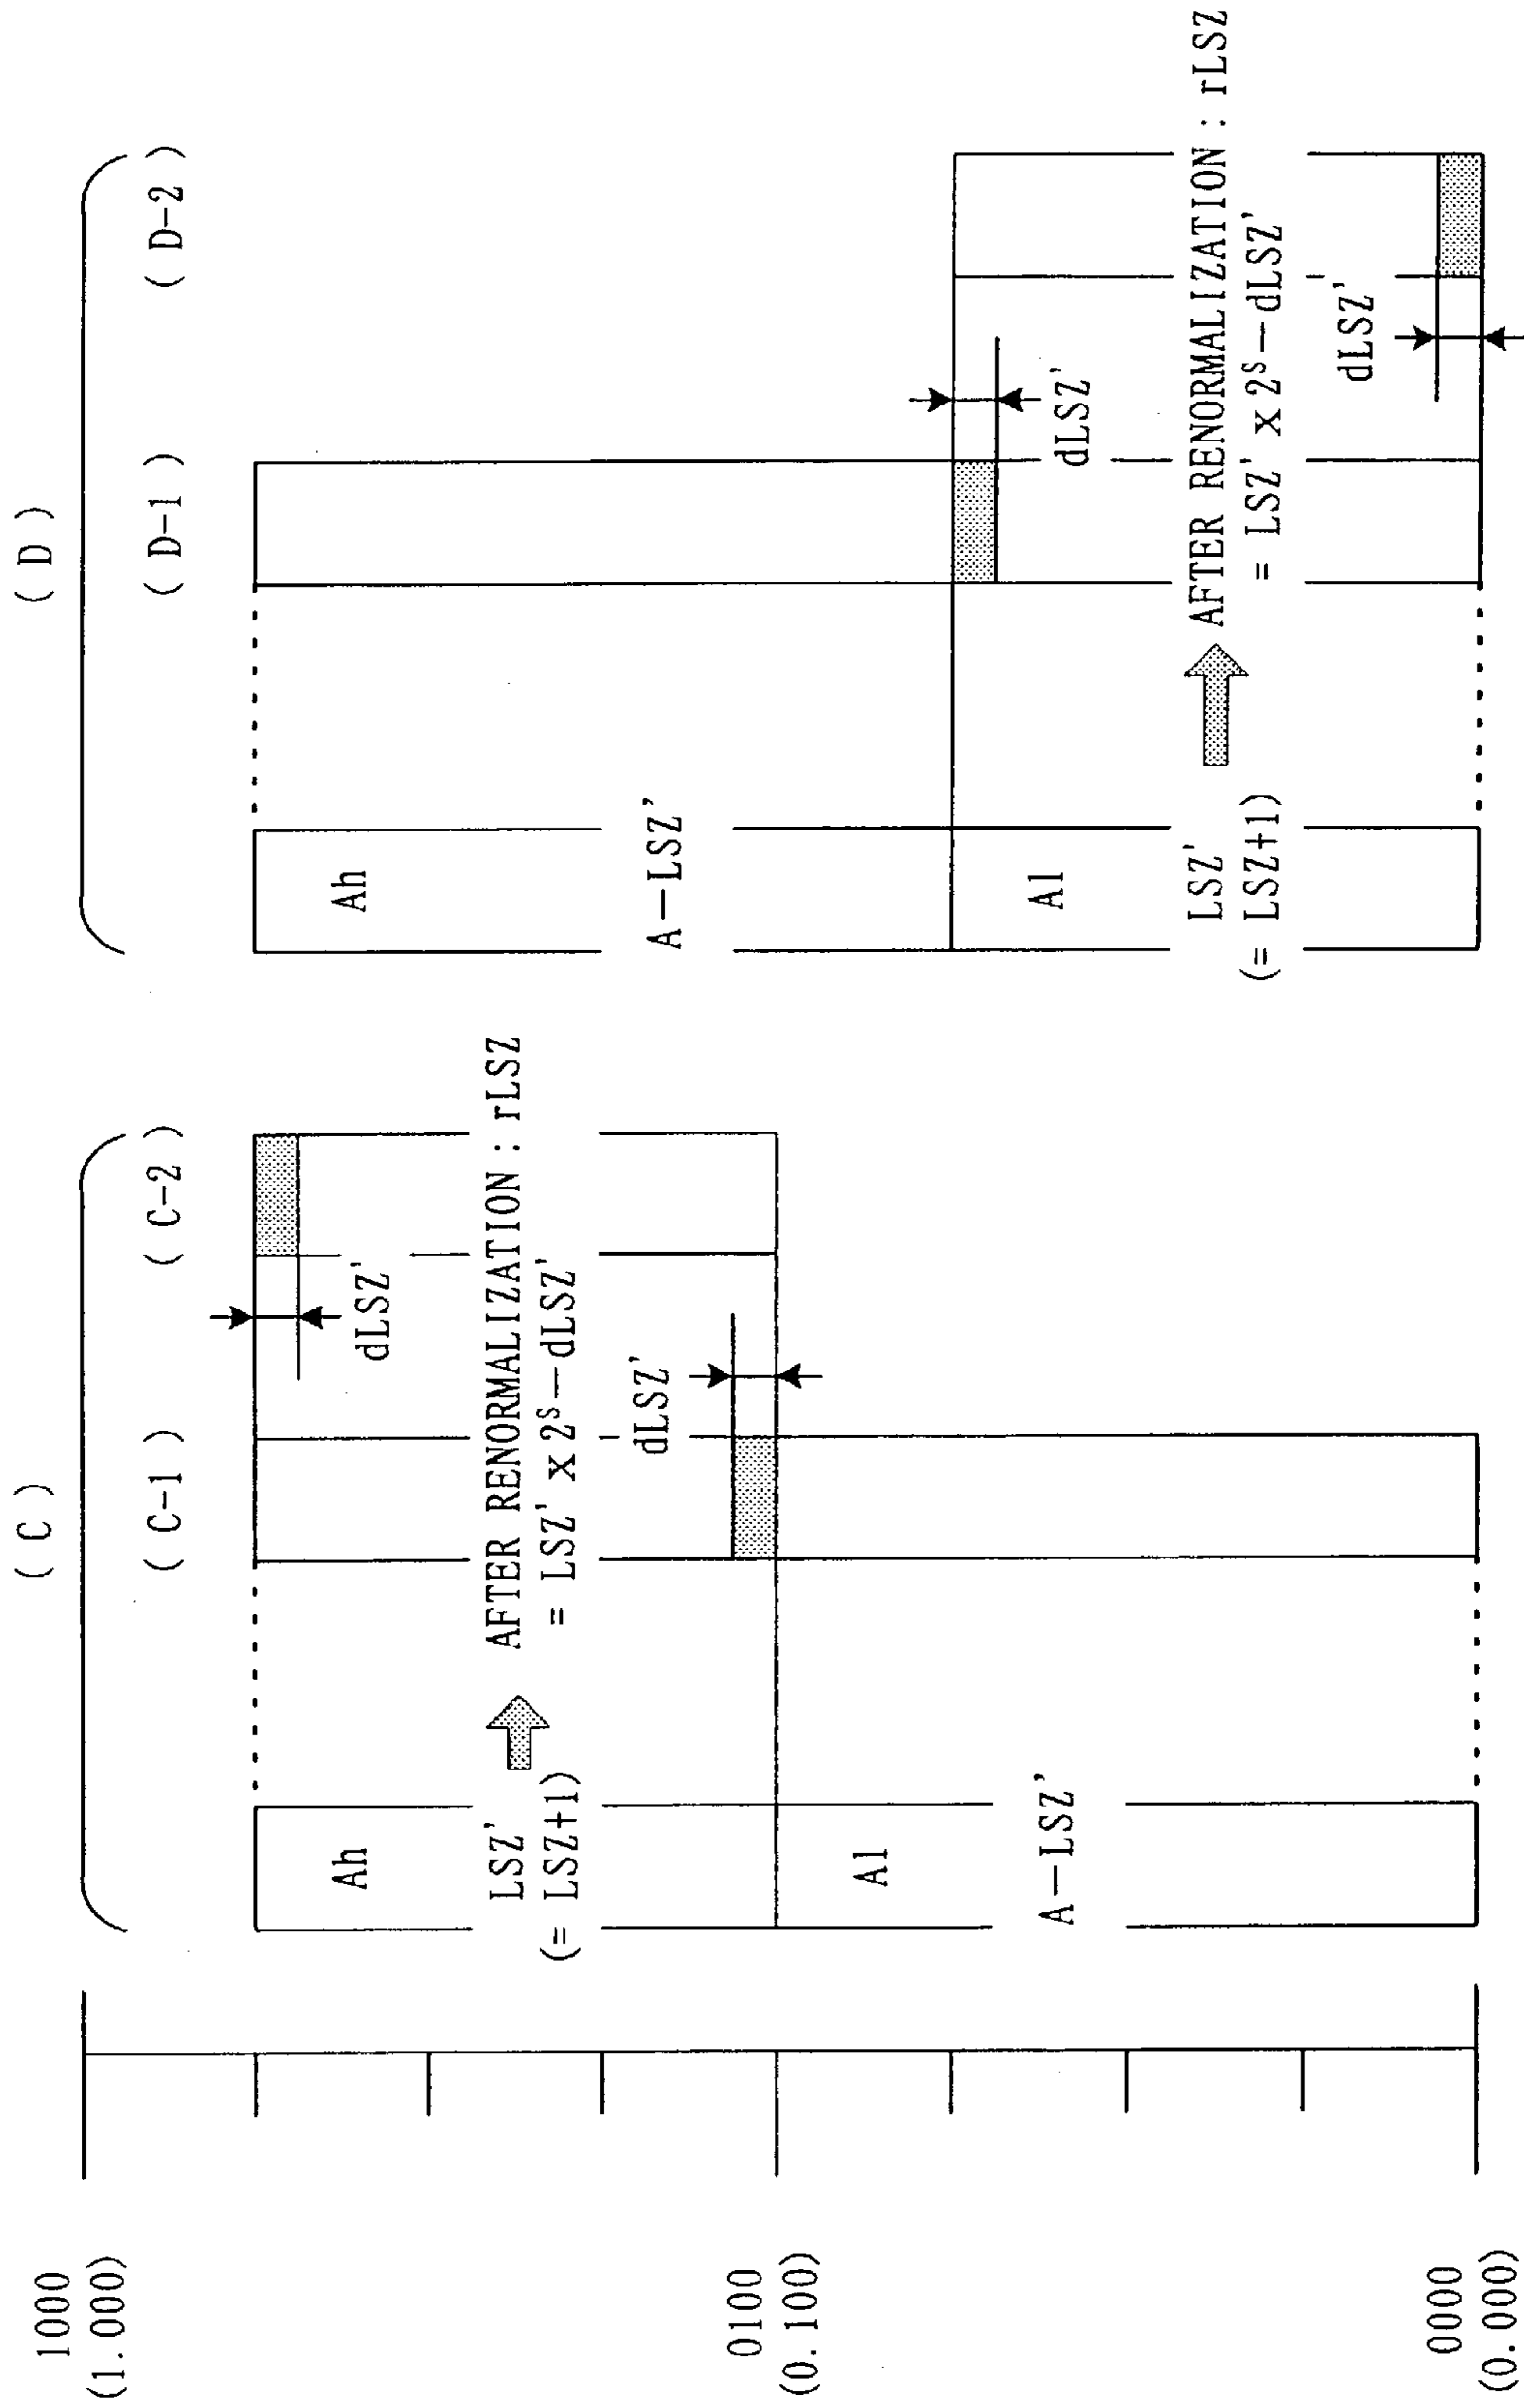 1000
(1.000)
0100
(0.100)
0000
(0.000)
( C )
( C-1 )
( C-2 )
Ah
LSZ'
(= LSZ+1)
Al
A-LSZ'
AFTER RENORMALIZATION : rLSZ
= LSZ' x 2ˢ-dLSZ'
dLSZ'
dLSZ'
( D )
( D-1 )
( D-2 )
Ah
A-LSZ'
Al
LSZ'
(= LSZ+1)
AFTER RENORMALIZATION : rLSZ
= LSZ' x 2ˢ-dLSZ'
dLSZ'
dLSZ'